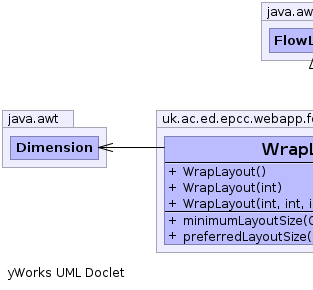 java.aw
FlowL
java.awt
Dimension
uk.ac.ed.epcc.webapp.fo
WrapL
+ WrapLayout()
+ WrapLayout(int)
+ WrapLayout(int, int, i
+ minimumLayoutSize(C
+ preferredLayoutSize(
yWorks UML Doclet